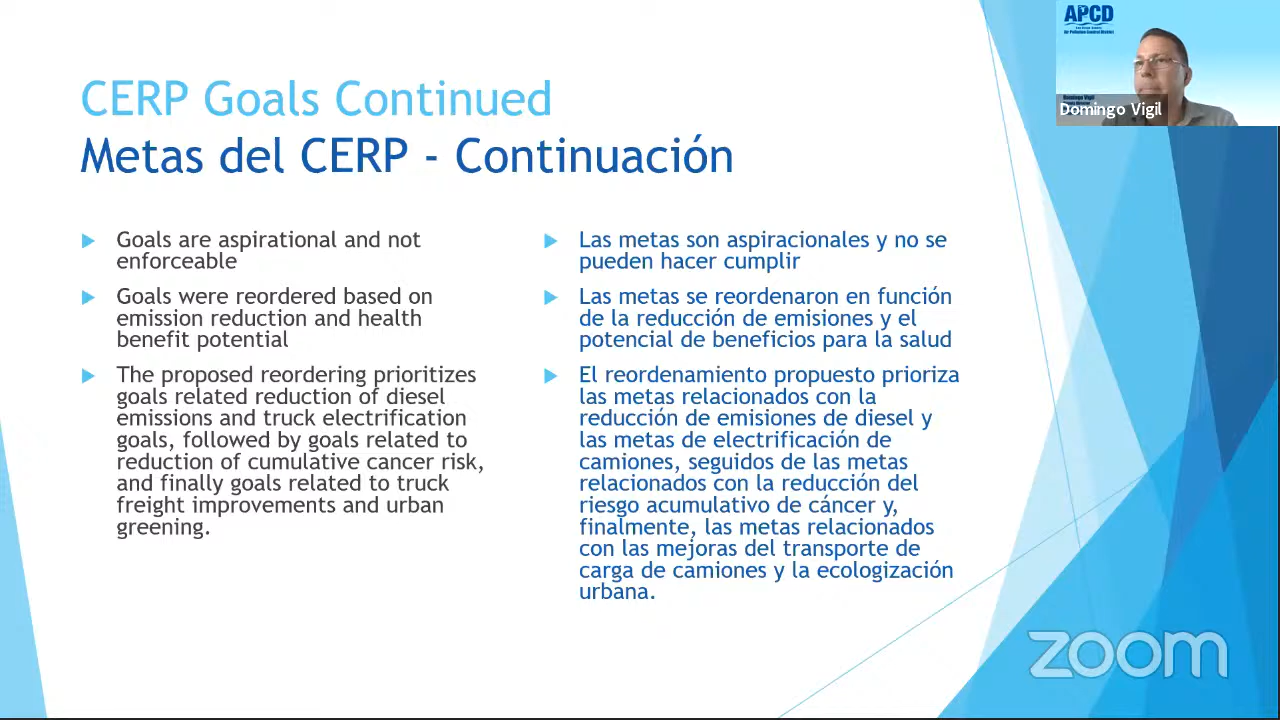 CERP Goals Continued
Metas del CERP - Continuación
Goals are aspirational and not
enforceable
Goals were reordered based on
emission reduction and health
benefit potential
The proposed reordering prioritizes
goals related reduction of diesel
emissions and truck electrification
goals, followed by goals related to
reduction of cumulative cancer risk,
and finally goals related to truck
freight improvements and urban
greening.
Las metas son aspiracionales y no se
pueden hacer cumplir
Las metas se reordenaron en función
de la reducción de emisiones y el
potencial de beneficios para la salud
El reordenamiento propuesto prioriza
las metas relacionados con la
reducción de emisiones de diesel y
las metas de electrificación de
camiones, seguidos de las metas
relacionados con la reducción del
riesgo acumulativo de cáncer y,
finalmente, las metas relacionados
con las mejoras del transporte de
carga de camiones y la ecologización
urbana.
APCD
Air Pollution Control District
Domingo Vigil
Domingo Vigil
zoom